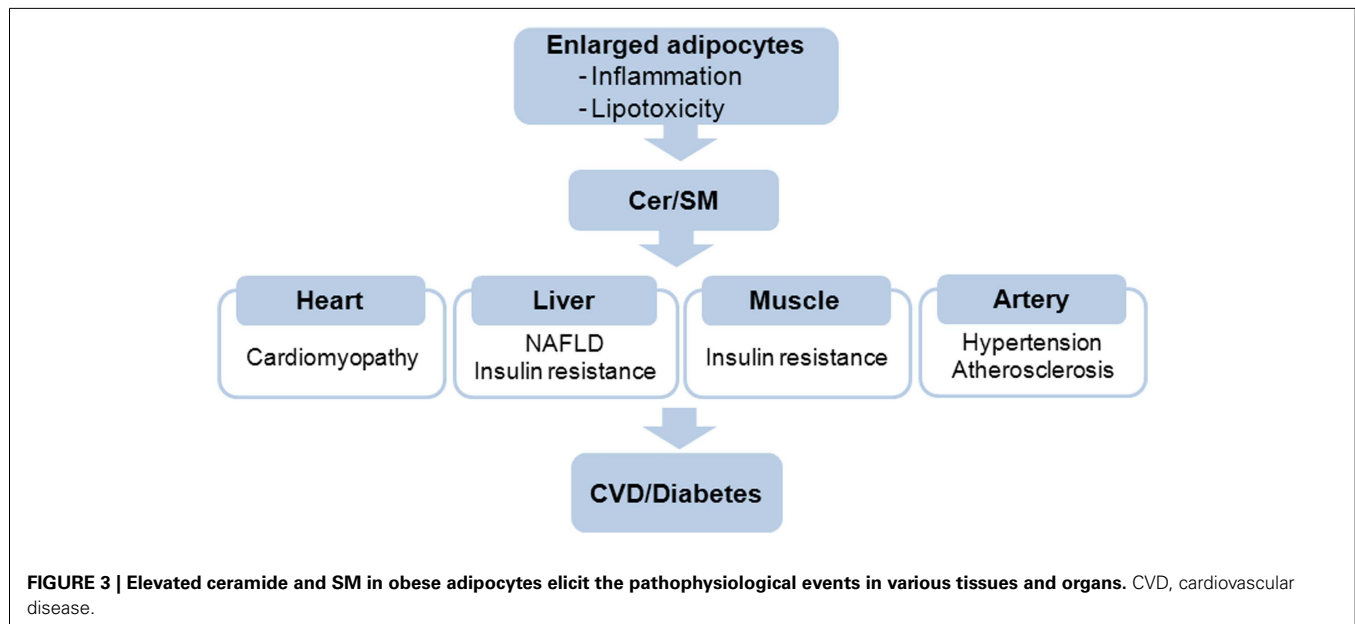 Enlarged adipocytes
- Inflammation
- Lipotoxicity
Cer/SM
Heart
Cardiomyopathy
Liver
NAFLD
Insulin resistance
Muscle
Insulin resistance
Artery
Hypertension
Atherosclerosis
CVD/Diabetes
FIGURE 3 | Elevated ceramide and SM in obese adipocytes elicit the pathophysiological events in various tissues and organs. CVD, cardiovascular
disease.